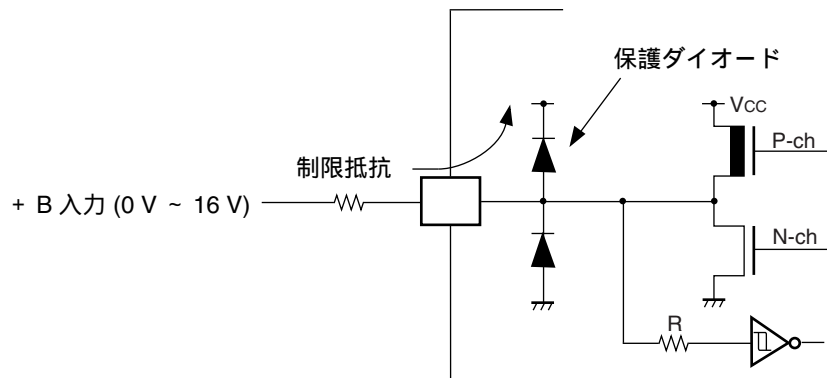 保護ダイオード
VCC
P-ch
制限抵抗
+ B 入力 (0 V ~ 16 V)
N-ch
R